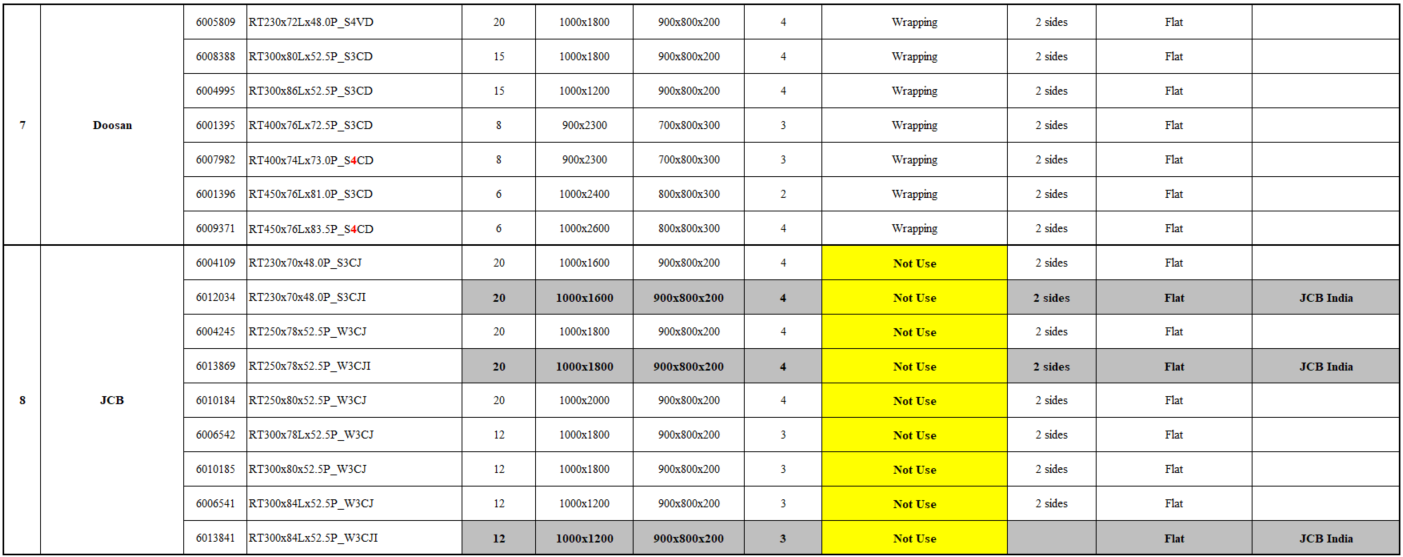 6005809 RT230x72Lx48.0P_S4VD 20 1000x1800 900x800x200 4 Wrapping 2 sides Flat
6008388 RT300x80Lx52.5P_S3CD 15 1000x1800 900x800x200 4 Wrapping 2 sides Flat
6004995 RT300x86Lx52.5P_S3CD 15 1000x1200 900x800x200 4 Wrapping 2 sides Flat
7 Doosan 6001395 RT400x76Lx72.5P_S3CD 8 900x2300 700x800x300 3 Wrapping 2 sides Flat
6007982 RT400x74Lx73.0P_S4CD 8 900x2300 700x800x300 3 Wrapping 2 sides Flat
6001396 RT450x76Lx81.0P_S3CD 6 1000x2400 800x800x300 2 Wrapping 2 sides Flat
6009371 RT450x76Lx83.5P_S4CD 6 1000x2600 800x800x300 4 Wrapping 2 sides Flat
6004109 RT230x70x48.0P_S3CJ 20 1000x1600 900x800x200 4 Not Use 2 sides Flat
6012034 RT230x70x48.0P_S3CJI 20 1000x1600 900x800x200 4 Not Use 2 sides Flat JCB India
6004245 RT250x78x52.5P_W3CJ 20 1000x1800 900x800x200 4 Not Use 2 sides Flat
6013869 RT250x78x52.5P_W3CJI 20 1000x1800 900x800x200 4 Not Use 2 sides Flat JCB India
8 JCB 6010184 RT250x80x52.5P_W3CJ 20 1000x2000 900x800x200 4 Not Use 2 sides Flat
6006542 RT300x78Lx52.5P_W3CJ 12 1000x1800 900x800x200 3 Not Use 2 sides Flat
6010185 RT300x80x52.5P_W3CJ 12 1000x1800 900x800x200 3 Not Use 2 sides Flat
6006541 RT300x84Lx52.5P_W3CJ 12 1000x1200 900x800x200 3 Not Use 2 sides Flat
6013841 RT300x84Lx52.5P_W3CJI 12 1000x1200 900x800x200 3 Not Use Flat JCB India